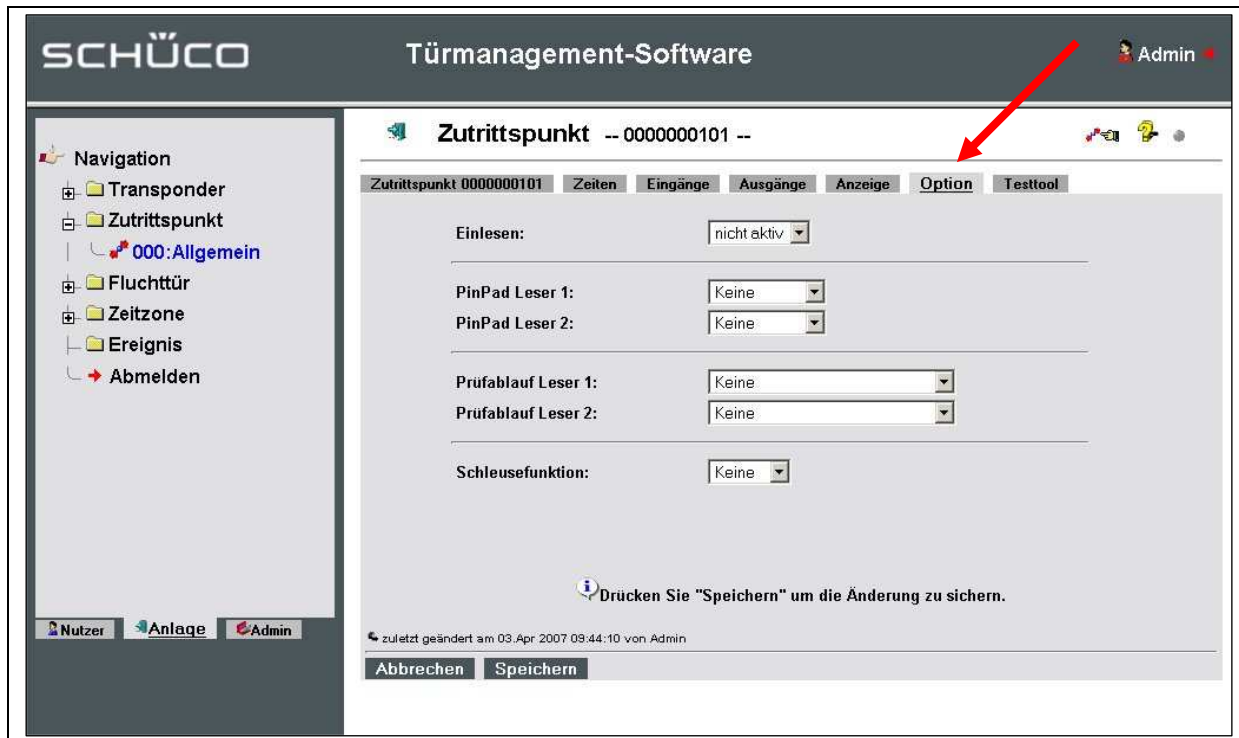 SCHÜCO
Türmanagement-Software
Admin
Navigation
Transponder
Zutrittspunkt
000:Allgemein
Fluchttür
Zeitzone
Ereignis
Abmelden
Nutzer Anlage Admin
Zutrittspunkt -- 0000000101 --
Zutrittspunkt 0000000101 Zeiten Eingänge Ausgänge Anzeige Option Testtool
Einlesen: nicht aktiv
PinPad Leser 1: Keine
PinPad Leser 2: Keine
Prüfablauf Leser 1: Keine
Prüfablauf Leser 2: Keine
Schleusefunktion: Keine
Drücken Sie "Speichern" um die Änderung zu sichern.
zuletzt geändert am 03.Apr 2007 09:44:10 von Admin
Abbrechen Speichern